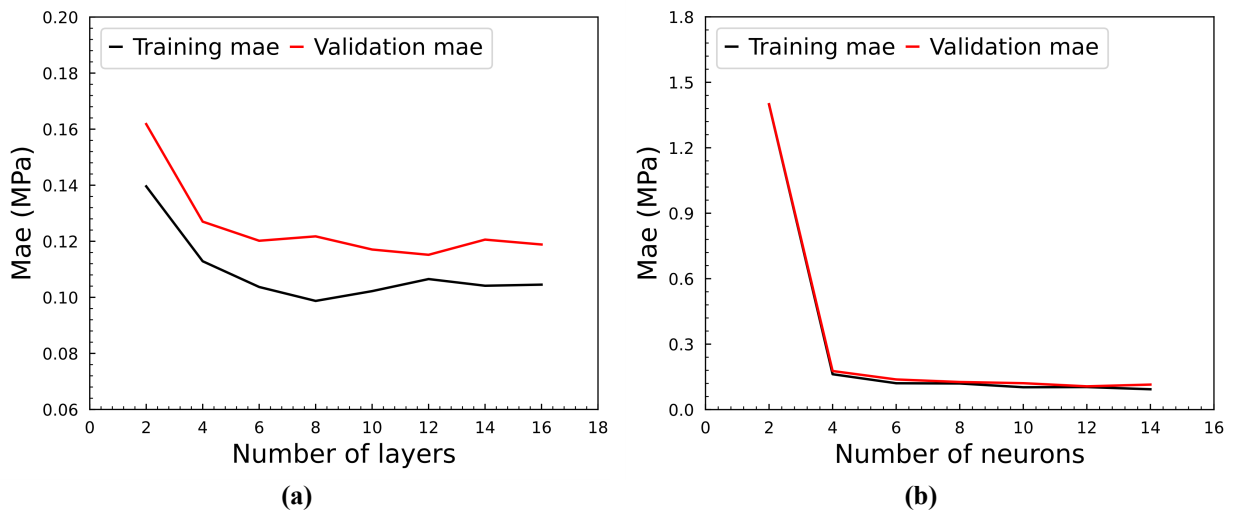 Training mae Validation mae
0.20
0.18
0.16
0.14
0.12
0.10
0.08
0.06
Mae (MPa)
0 2 4 6 8 10 12 14 16 18
Number of layers
(a)
Training mae Validation mae
1.8
1.5
1.2
0.9
0.6
0.3
0.0
Mae (MPa)
0 2 4 6 8 10 12 14 16
Number of neurons
(b)